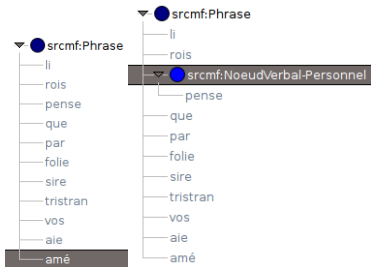 srcmf:Phrase
li
rois
pense
que
par
folie
sire
tristran
vos
aie
amé
srcmf:Phrase
li
rois
srcmf:NoeudVerbal-Personnel
pense
que
par
folie
sire
tristran
vos
aie
amé